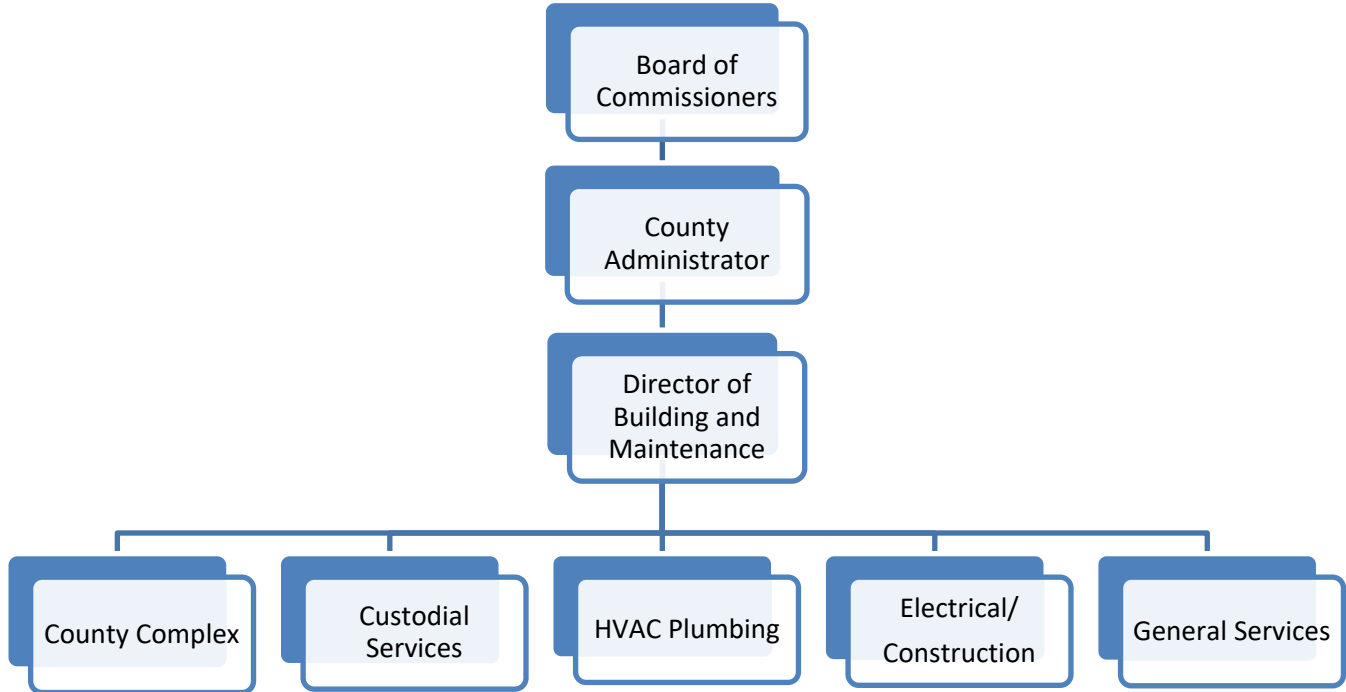 Board of
Commissioners
County
Administrator
Director of
Building and
Maintenance
County Complex
Custodial
Services
HVAC Plumbing
Electrical/
Construction
General Services